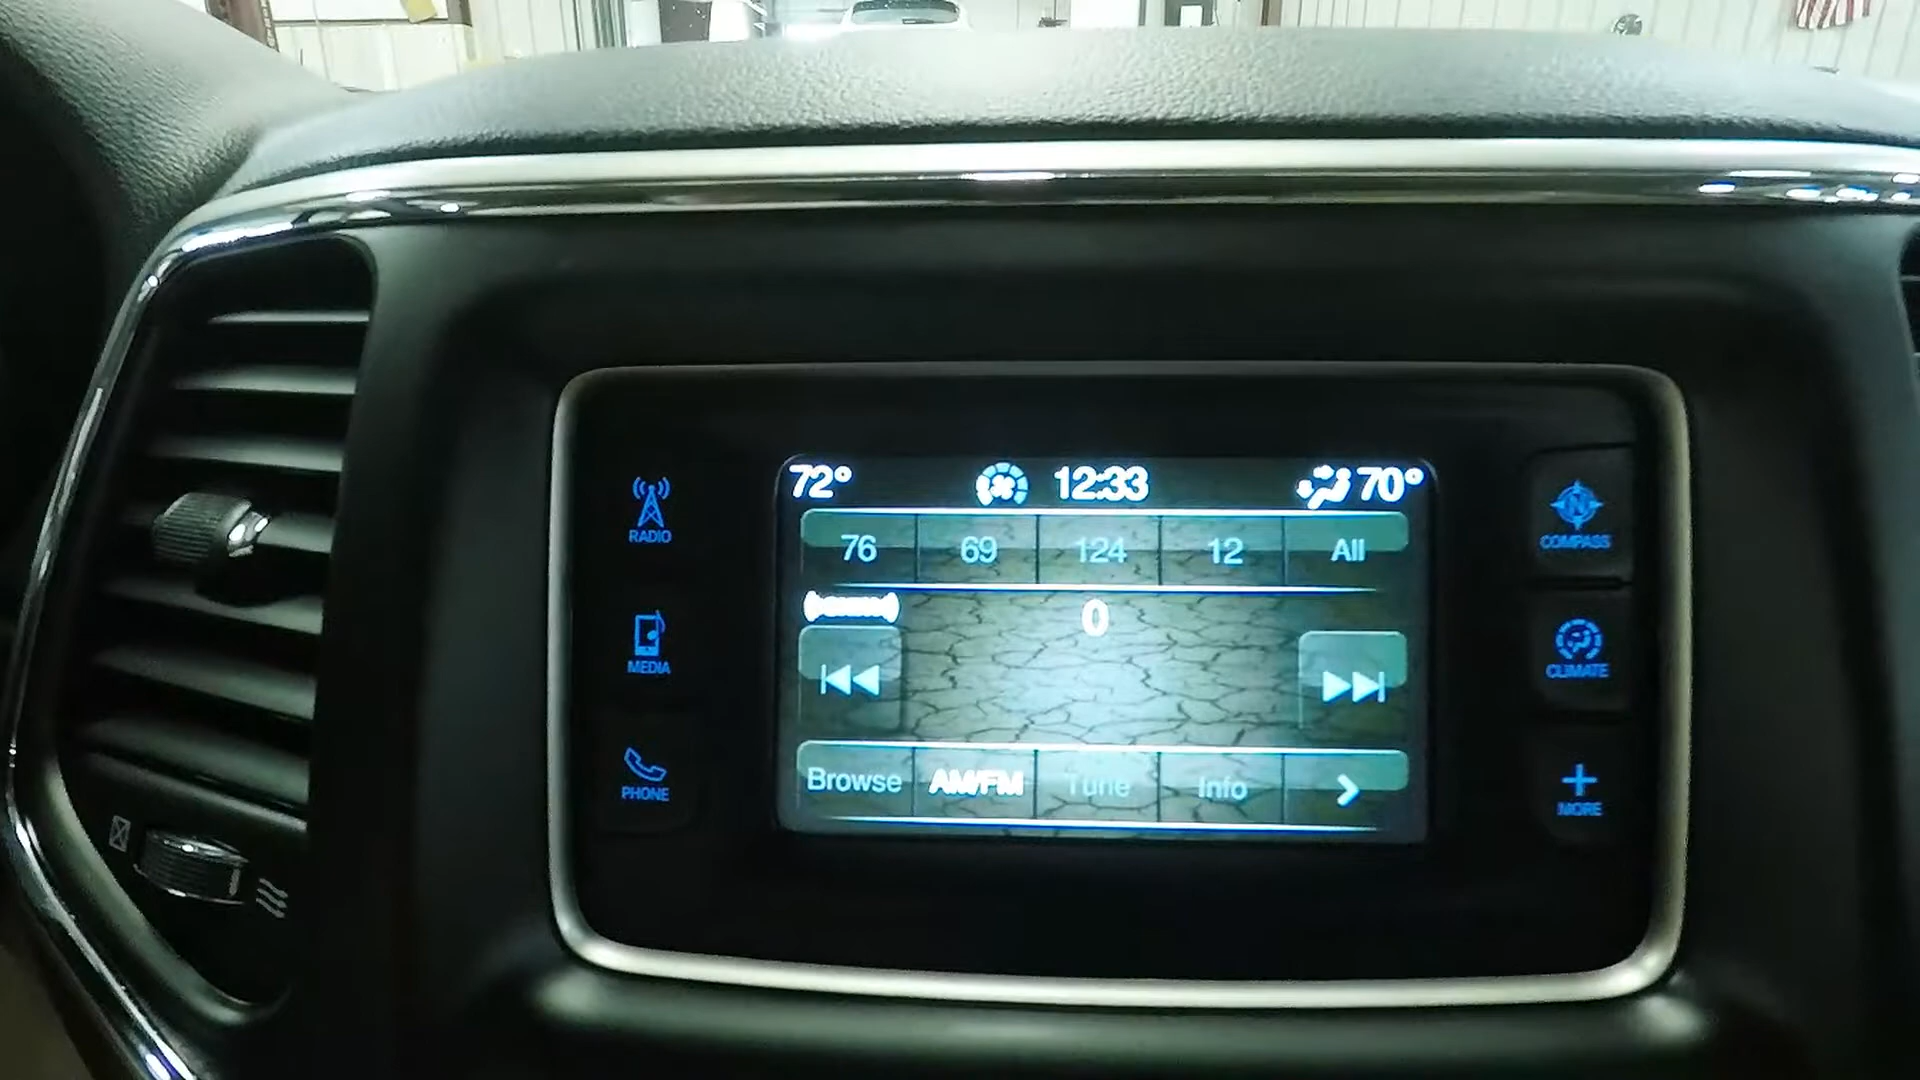 72° 12:33 70°
76 69 124 12 All
0
Browse AM/FM Tune Info
RADIO
MEDIA
PHONE
N
COMPASS
CLIMATE
MORE